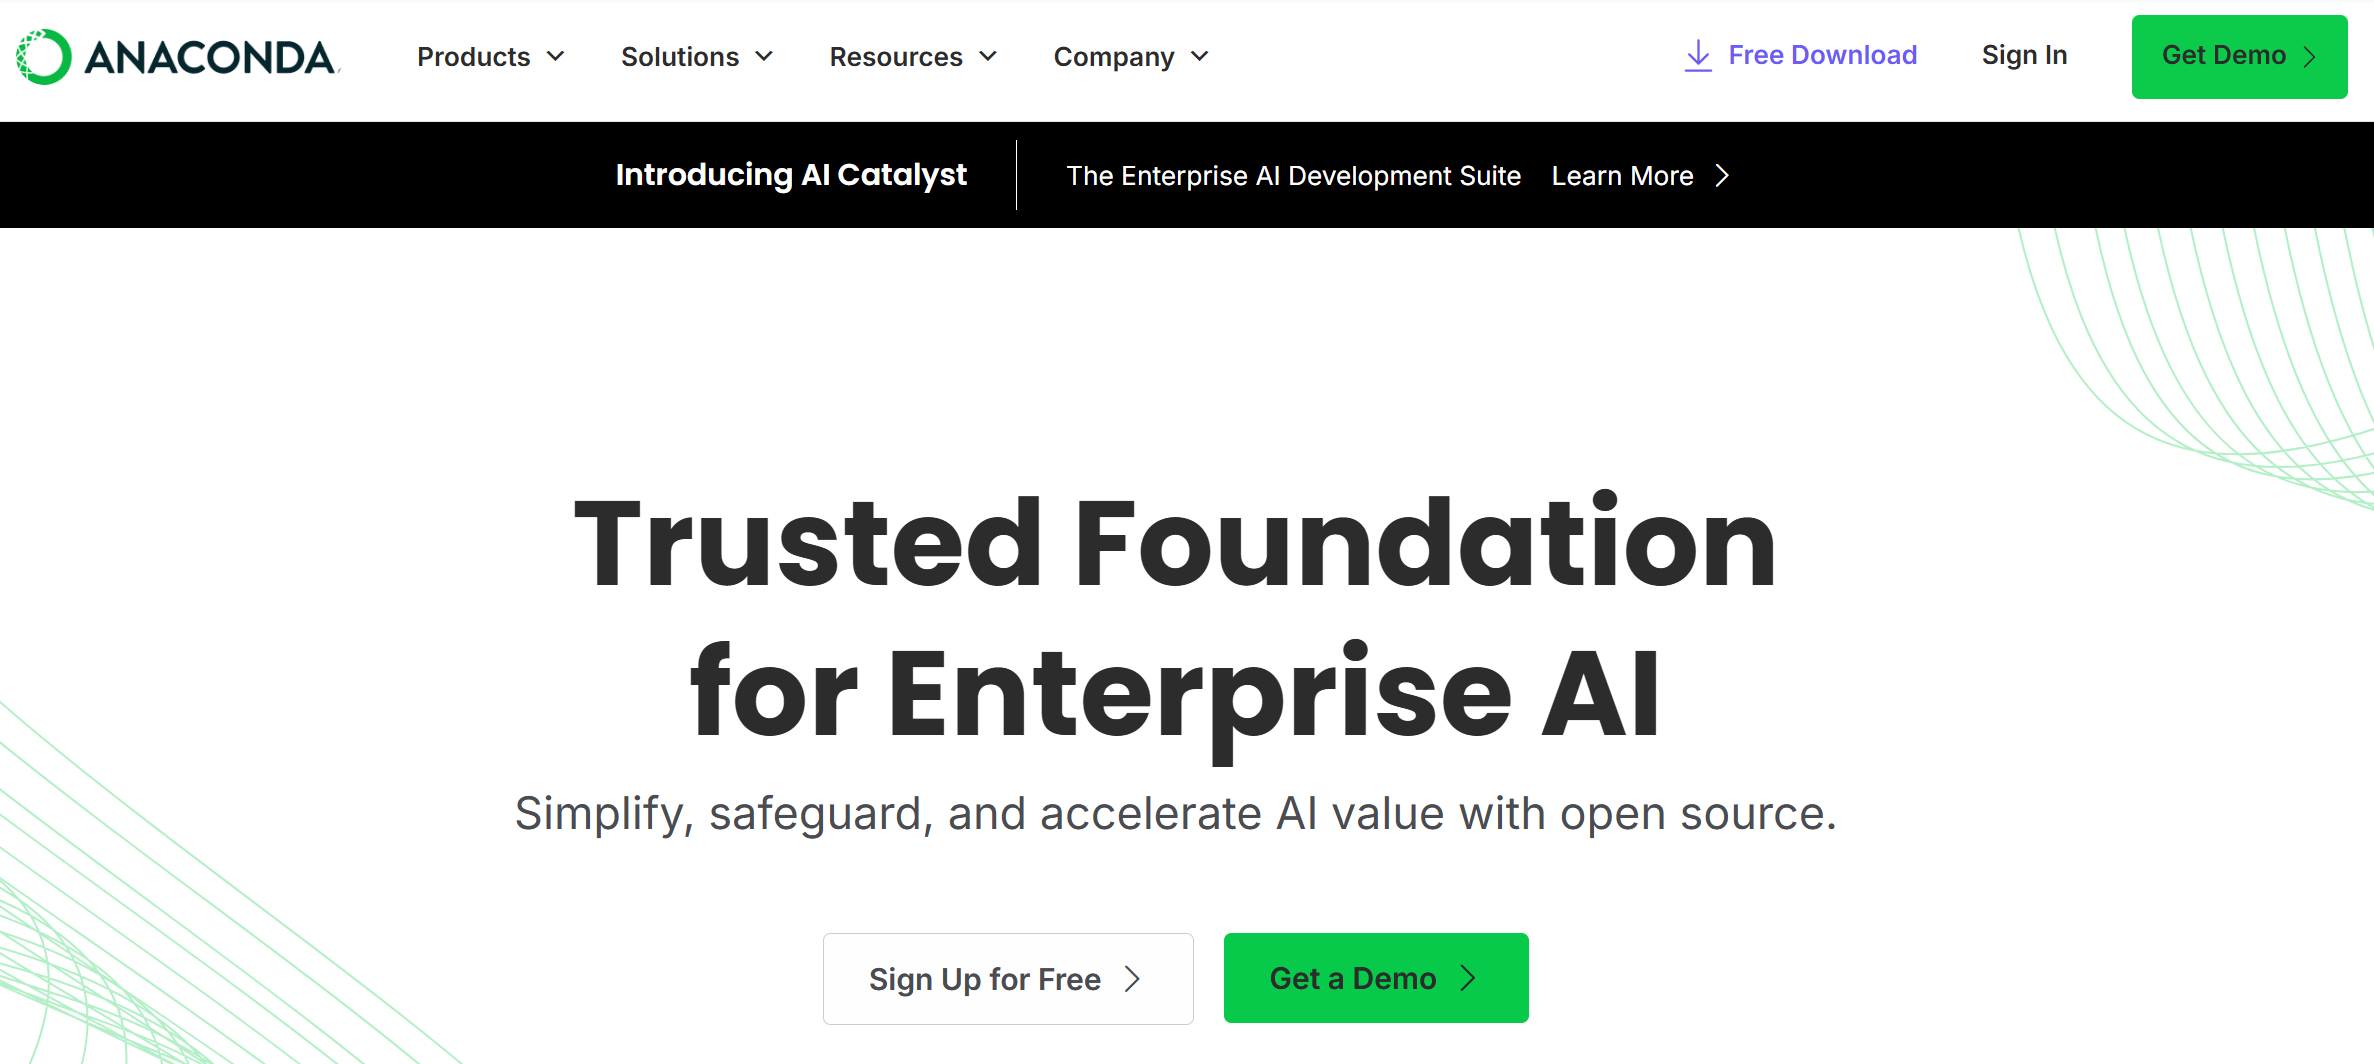 ANACONDA.
Products Solutions Resources Company Free Download Sign In Get Demo
Introducing AI Catalyst The Enterprise AI Development Suite Learn More
Trusted Foundation
for Enterprise AI
Simplify, safeguard, and accelerate AI value with open source.
Sign Up for Free Get a Demo